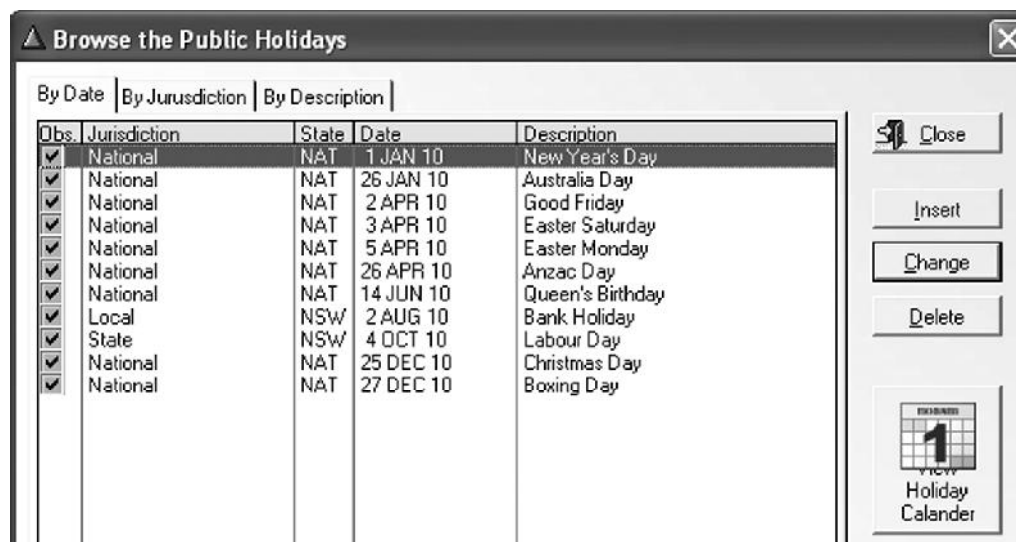 Browse the Public Holidays
By Date By Jurusdiction By Description
Obs. Jurisdiction State Date Description
National NAT 1 JAN 10 New Year's Day
National NAT 26 JAN 10 Australia Day
National NAT 2 APR 10 Good Friday
National NAT 3 APR 10 Easter Saturday
National NAT 5 APR 10 Easter Monday
National NAT 26 APR 10 Anzac Day
National NAT 14 JUN 10 Queen's Birthday
Local NSW 2 AUG 10 Bank Holiday
State NSW 4 OCT 10 Labour Day
National NAT 25 DEC 10 Christmas Day
National NAT 27 DEC 10 Boxing Day
Close
Insert
Change
Delete
1
View
Holiday
Calander